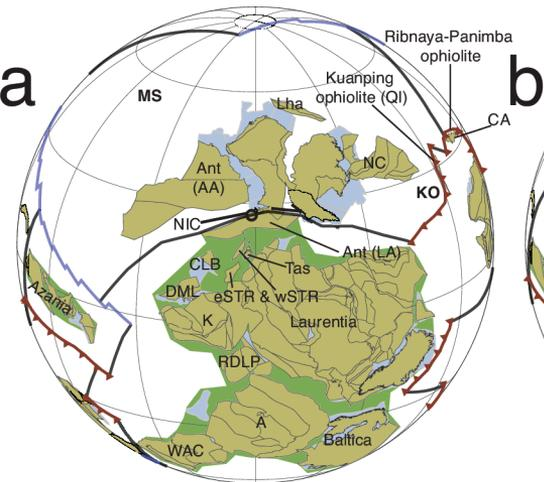 a
b
Ribnaya-Panimba
ophiolite
Kuanping
ophiolite (QI)
CA
MS
Lha
Ant
(AA)
NC
KO
NIC
Ant (LA)
CLB
Tas
DML
eSTR & wSTR
Azania
K
Laurentia
RDLP
A
Baltica
WAC